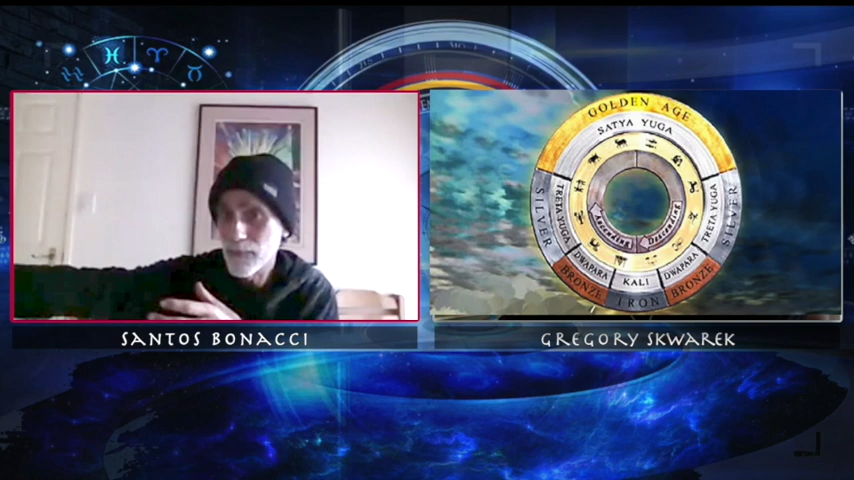 GOLDEN AGE
SATYA YUGA
SILVER
TRETA YUGA
TRETA YUGA
SILVER
Ascending
Descending
DWAPARA
KALI
DWAPARA
BRONZE
IRON
BRONZE
SANTOS BONACCI
GREGORY SKWAREK